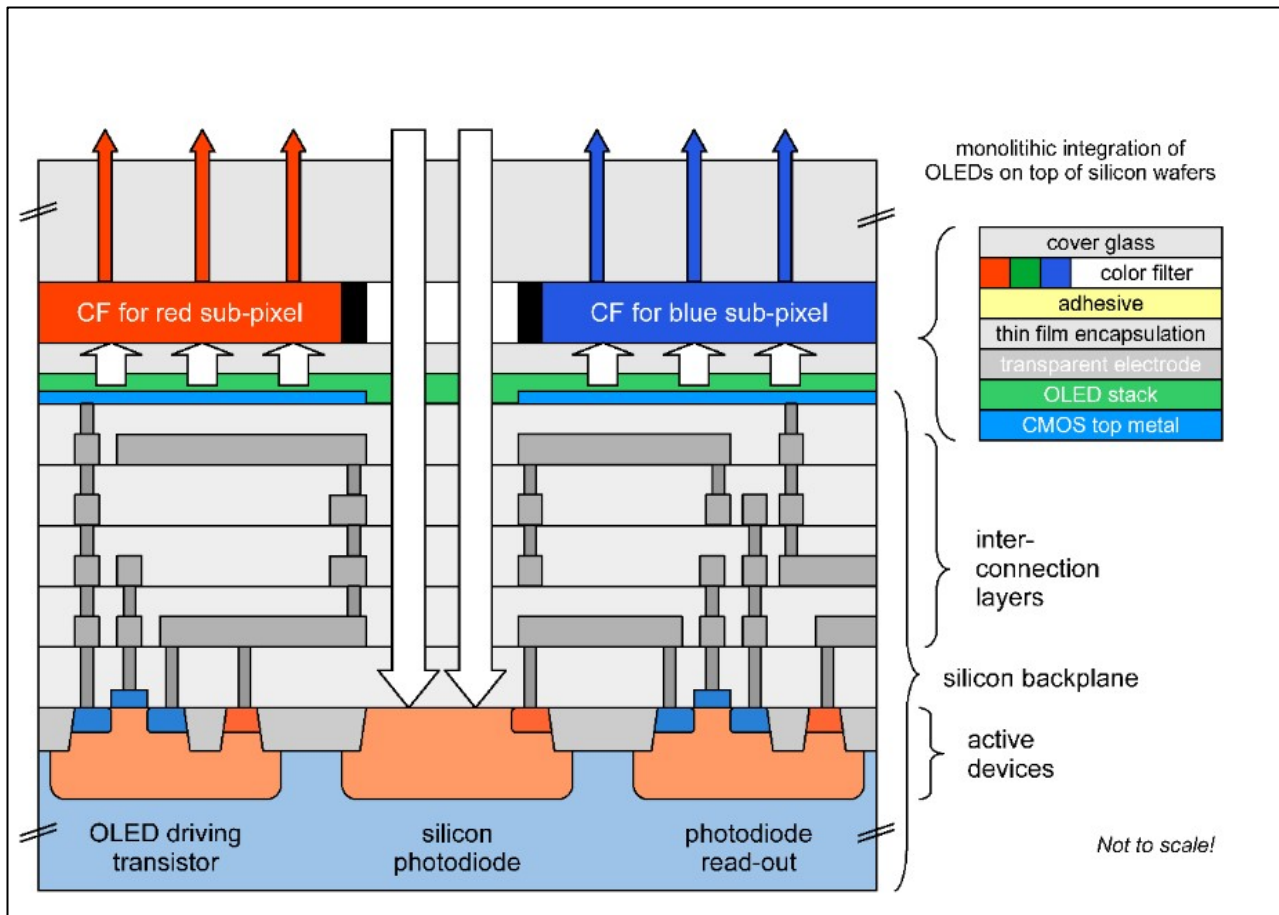 monolitihic integration of
OLEDs on top of silicon wafers
cover glass
color filter
adhesive
thin film encapsulation
transparent electrode
OLED stack
CMOS top metal
CF for red sub-pixel
CF for blue sub-pixel
inter-
connection
layers
silicon backplane
active
devices
OLED driving
transistor
silicon
photodiode
photodiode
read-out
Not to scale!